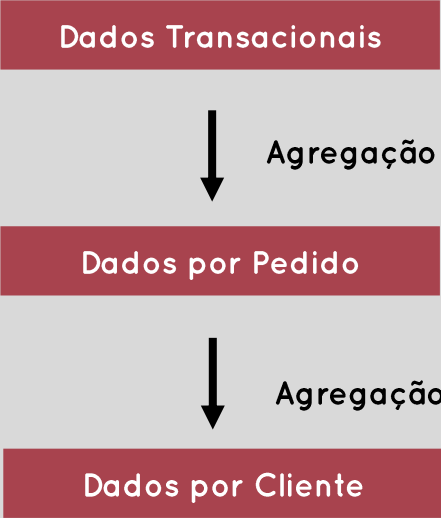 Dados Transacionais
Agregação
Dados por Pedido
Agregação
Dados por Cliente